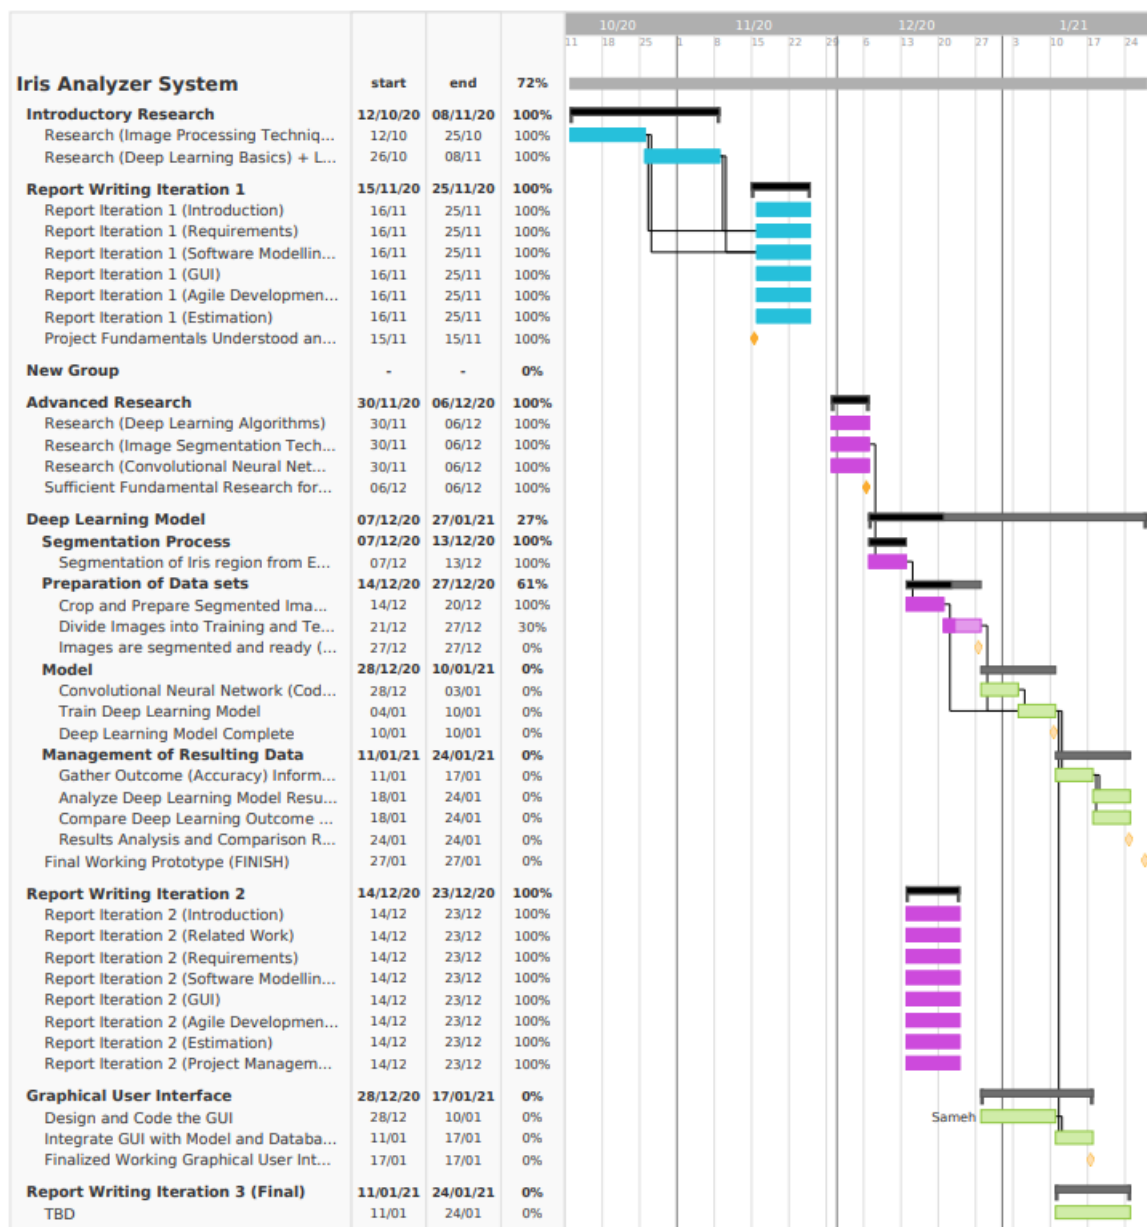 10/20 11/20 12/20 1/21
11 18 25 1 8 15 22 29 6 13 20 27 3 10 17 24
Iris Analyzer System start end 72%
Introductory Research 12/10/20 08/11/20 100%
Research (Image Processing Techniq... 12/10 25/10 100%
Research (Deep Learning Basics) + L... 26/10 08/11 100%
Report Writing Iteration 1 15/11/20 25/11/20 100%
Report Iteration 1 (Introduction) 16/11 25/11 100%
Report Iteration 1 (Requirements) 16/11 25/11 100%
Report Iteration 1 (Software Modellin... 16/11 25/11 100%
Report Iteration 1 (GUI) 16/11 25/11 100%
Report Iteration 1 (Agile Developmen... 16/11 25/11 100%
Report Iteration 1 (Estimation) 16/11 25/11 100%
Project Fundamentals Understood an... 15/11 15/11 100%
New Group - - 0%
Advanced Research 30/11/20 06/12/20 100%
Research (Deep Learning Algorithms) 30/11 06/12 100%
Research (Image Segmentation Tech... 30/11 06/12 100%
Research (Convolutional Neural Net... 30/11 06/12 100%
Sufficient Fundamental Research for... 06/12 06/12 100%
Deep Learning Model 07/12/20 27/01/21 27%
Segmentation Process 07/12/20 13/12/20 100%
Segmentation of Iris region from E... 07/12 13/12 100%
Preparation of Data sets 14/12/20 27/12/20 61%
Crop and Prepare Segmented Ima... 14/12 20/12 100%
Divide Images into Training and Te... 21/12 27/12 30%
Images are segmented and ready (... 27/12 27/12 0%
Model 28/12/20 10/01/21 0%
Convolutional Neural Network (Cod... 28/12 03/01 0%
Train Deep Learning Model 04/01 10/01 0%
Deep Learning Model Complete 10/01 10/01 0%
Management of Resulting Data 11/01/21 24/01/21 0%
Gather Outcome (Accuracy) Inform... 11/01 17/01 0%
Analyze Deep Learning Model Resu... 18/01 24/01 0%
Compare Deep Learning Outcome ... 18/01 24/01 0%
Results Analysis and Comparison R... 24/01 24/01 0%
Final Working Prototype (FINISH) 27/01 27/01 0%
Report Writing Iteration 2 14/12/20 23/12/20 100%
Report Iteration 2 (Introduction) 14/12 23/12 100%
Report Iteration 2 (Related Work) 14/12 23/12 100%
Report Iteration 2 (Requirements) 14/12 23/12 100%
Report Iteration 2 (Software Modellin... 14/12 23/12 100%
Report Iteration 2 (GUI) 14/12 23/12 100%
Report Iteration 2 (Agile Developmen... 14/12 23/12 100%
Report Iteration 2 (Estimation) 14/12 23/12 100%
Report Iteration 2 (Project Managem... 14/12 23/12 100%
Graphical User Interface 28/12/20 17/01/21 0%
Design and Code the GUI 28/12 10/01 0% Sameh
Integrate GUI with Model and Databa... 11/01 17/01 0%
Finalized Working Graphical User Int... 17/01 17/01 0%
Report Writing Iteration 3 (Final) 11/01/21 24/01/21 0%
TBD 11/01 24/01 0%